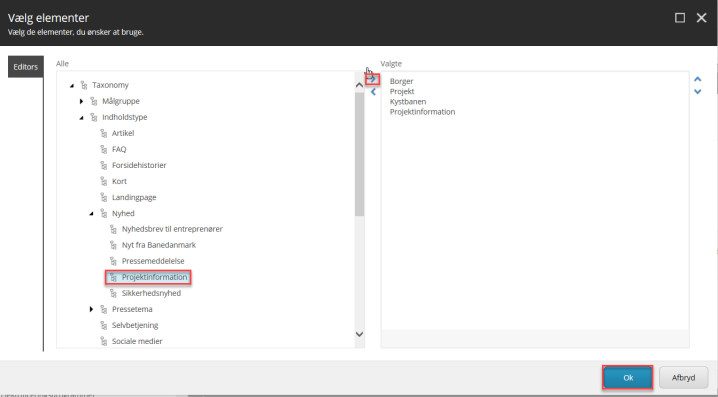 Vælg elementer
Vælg de elementer, du ønsker at bruge.
Editors
Alle
Taxonomy
Målgruppe
Indholdstype
Artikel
FAQ
Forsidehistorier
Kort
Landingpage
Nyhed
Nyhedsbrev til entreprenører
Nyt fra Banedanmark
Pressemeddelelse
Projektinformation
Sikkerhedsnyhed
Pressetema
Selvbetjening
Sociale medier
Valgte
Borger
Projekt
Kystbanen
Projektinformation
Ok
Afbryd